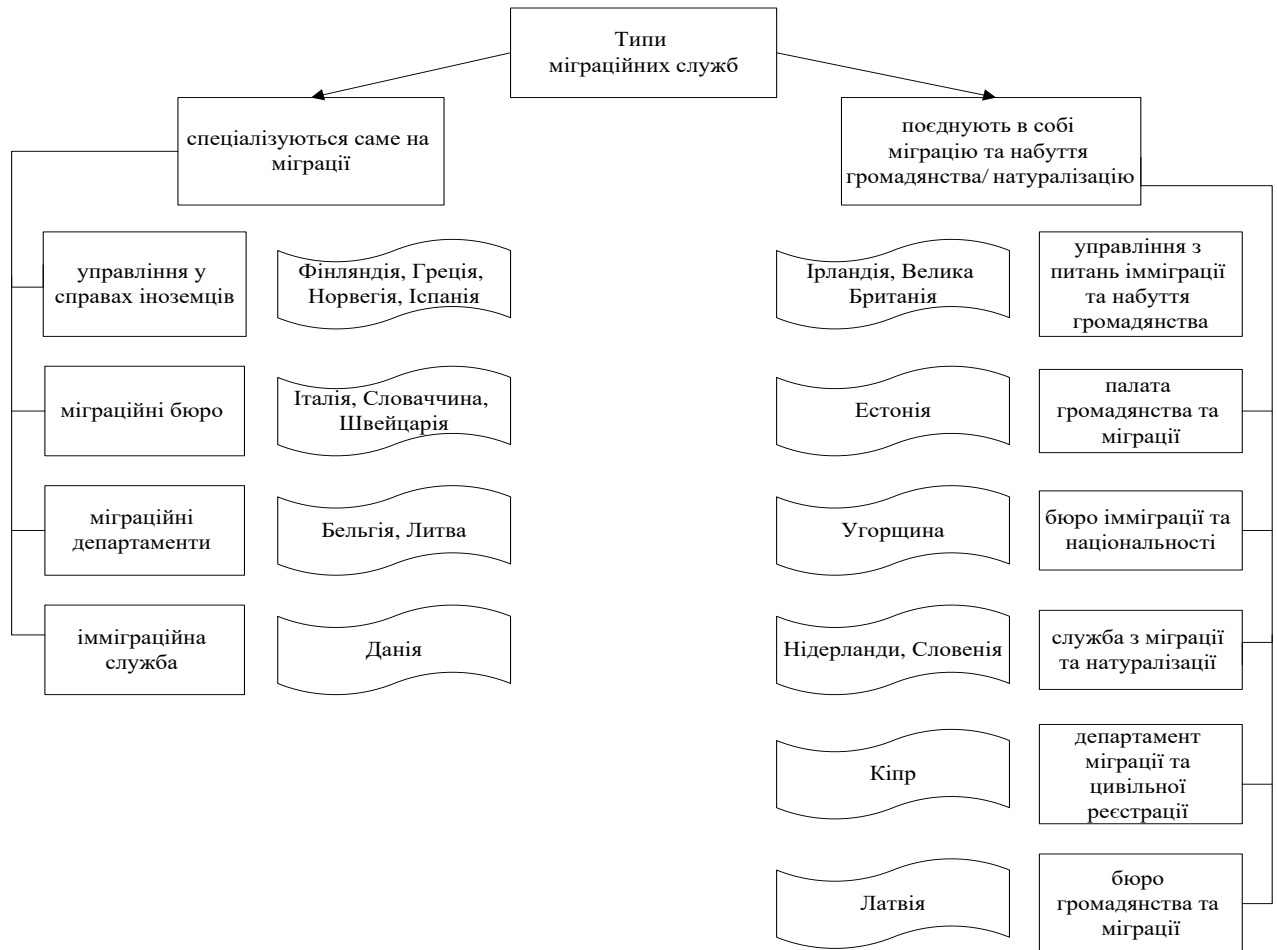 Типи
міграційних служб
спеціалізуються саме на
міграції
поєднують в собі
міграцію та набуття
громадянства/ натуралізацію
управління у
справах іноземців
Фінляндія, Греція,
Норвегія, Іспанія
Ірландія, Велика
Британія
управління з
питань імміграції
та набуття
громадянства
міграційні бюро
Італія, Словаччина,
Швейцарія
Естонія
палата
громадянства та
міграції
міграційні
департаменти
Бельгія, Литва
Угорщина
бюро імміграції та
національності
імміграційна
служба
Данія
Нідерланди, Словенія
служба з міграції
та натуралізації
Кіпр
департамент
міграції та
цивільної
реєстрації
Латвія
бюро
громадянства та
міграції